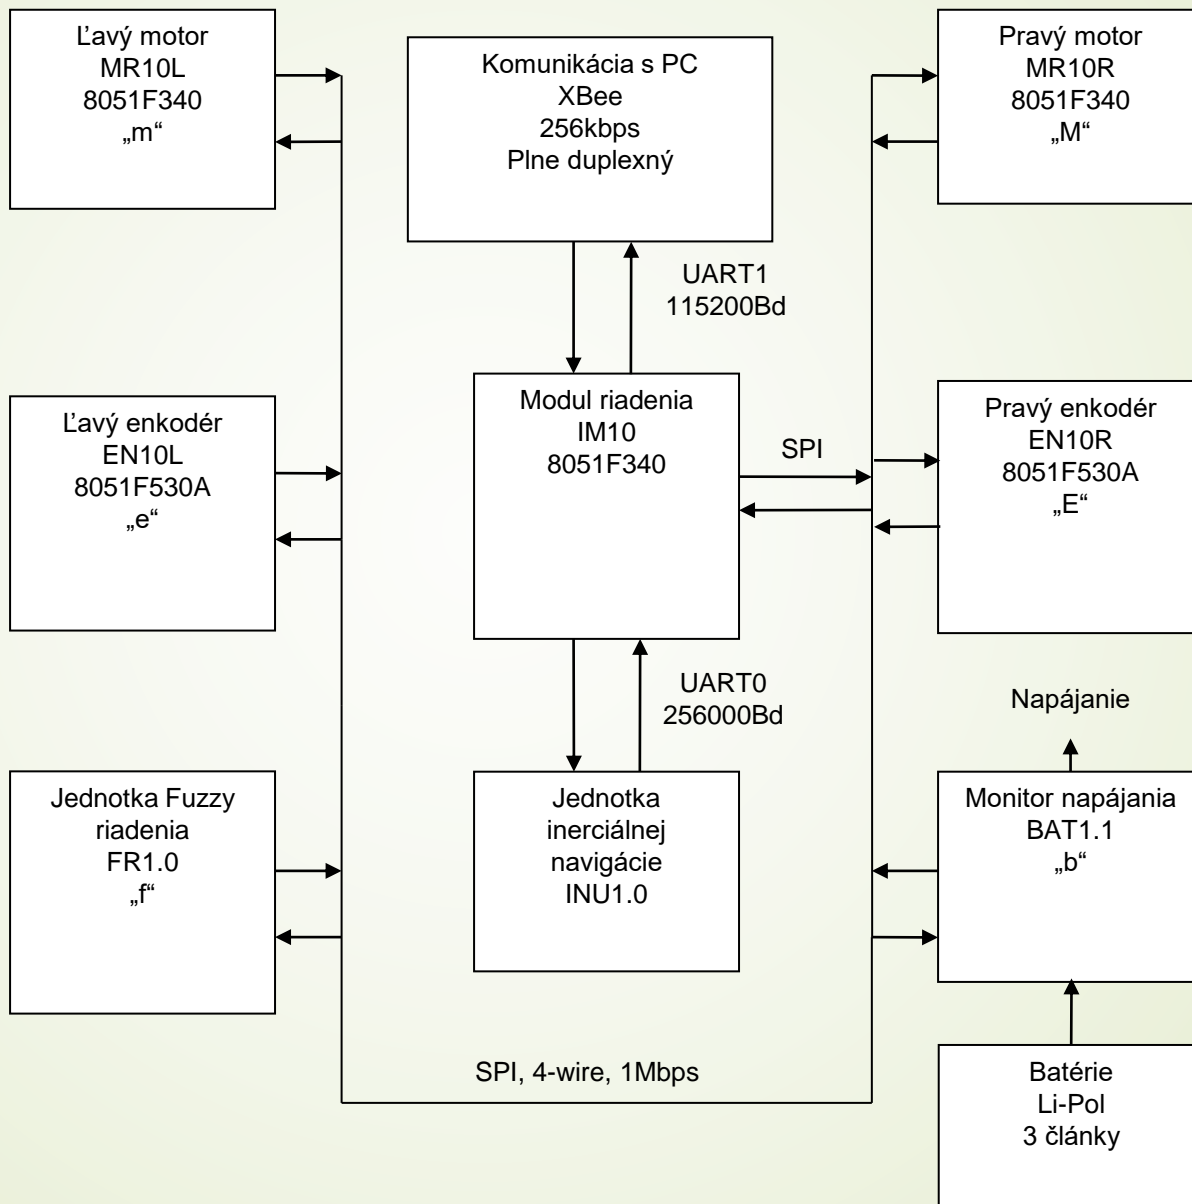 Ľavý motor
MR10L
8051F340
„m“
Komunikácia s PC
XBee
256kbps
Plne duplexný
Pravý motor
MR10R
8051F340
„M“
UART1
115200Bd
Ľavý enkodér
EN10L
8051F530A
„e“
Modul riadenia
IM10
8051F340
SPI
Pravý enkodér
EN10R
8051F530A
„E“
UART0
256000Bd
Napájanie
Jednotka Fuzzy
riadenia
FR1.0
„f“
Jednotka
inerciálnej
navigácie
INU1.0
Monitor napájania
BAT1.1
„b“
SPI, 4-wire, 1Mbps
Batérie
Li-Pol
3 články